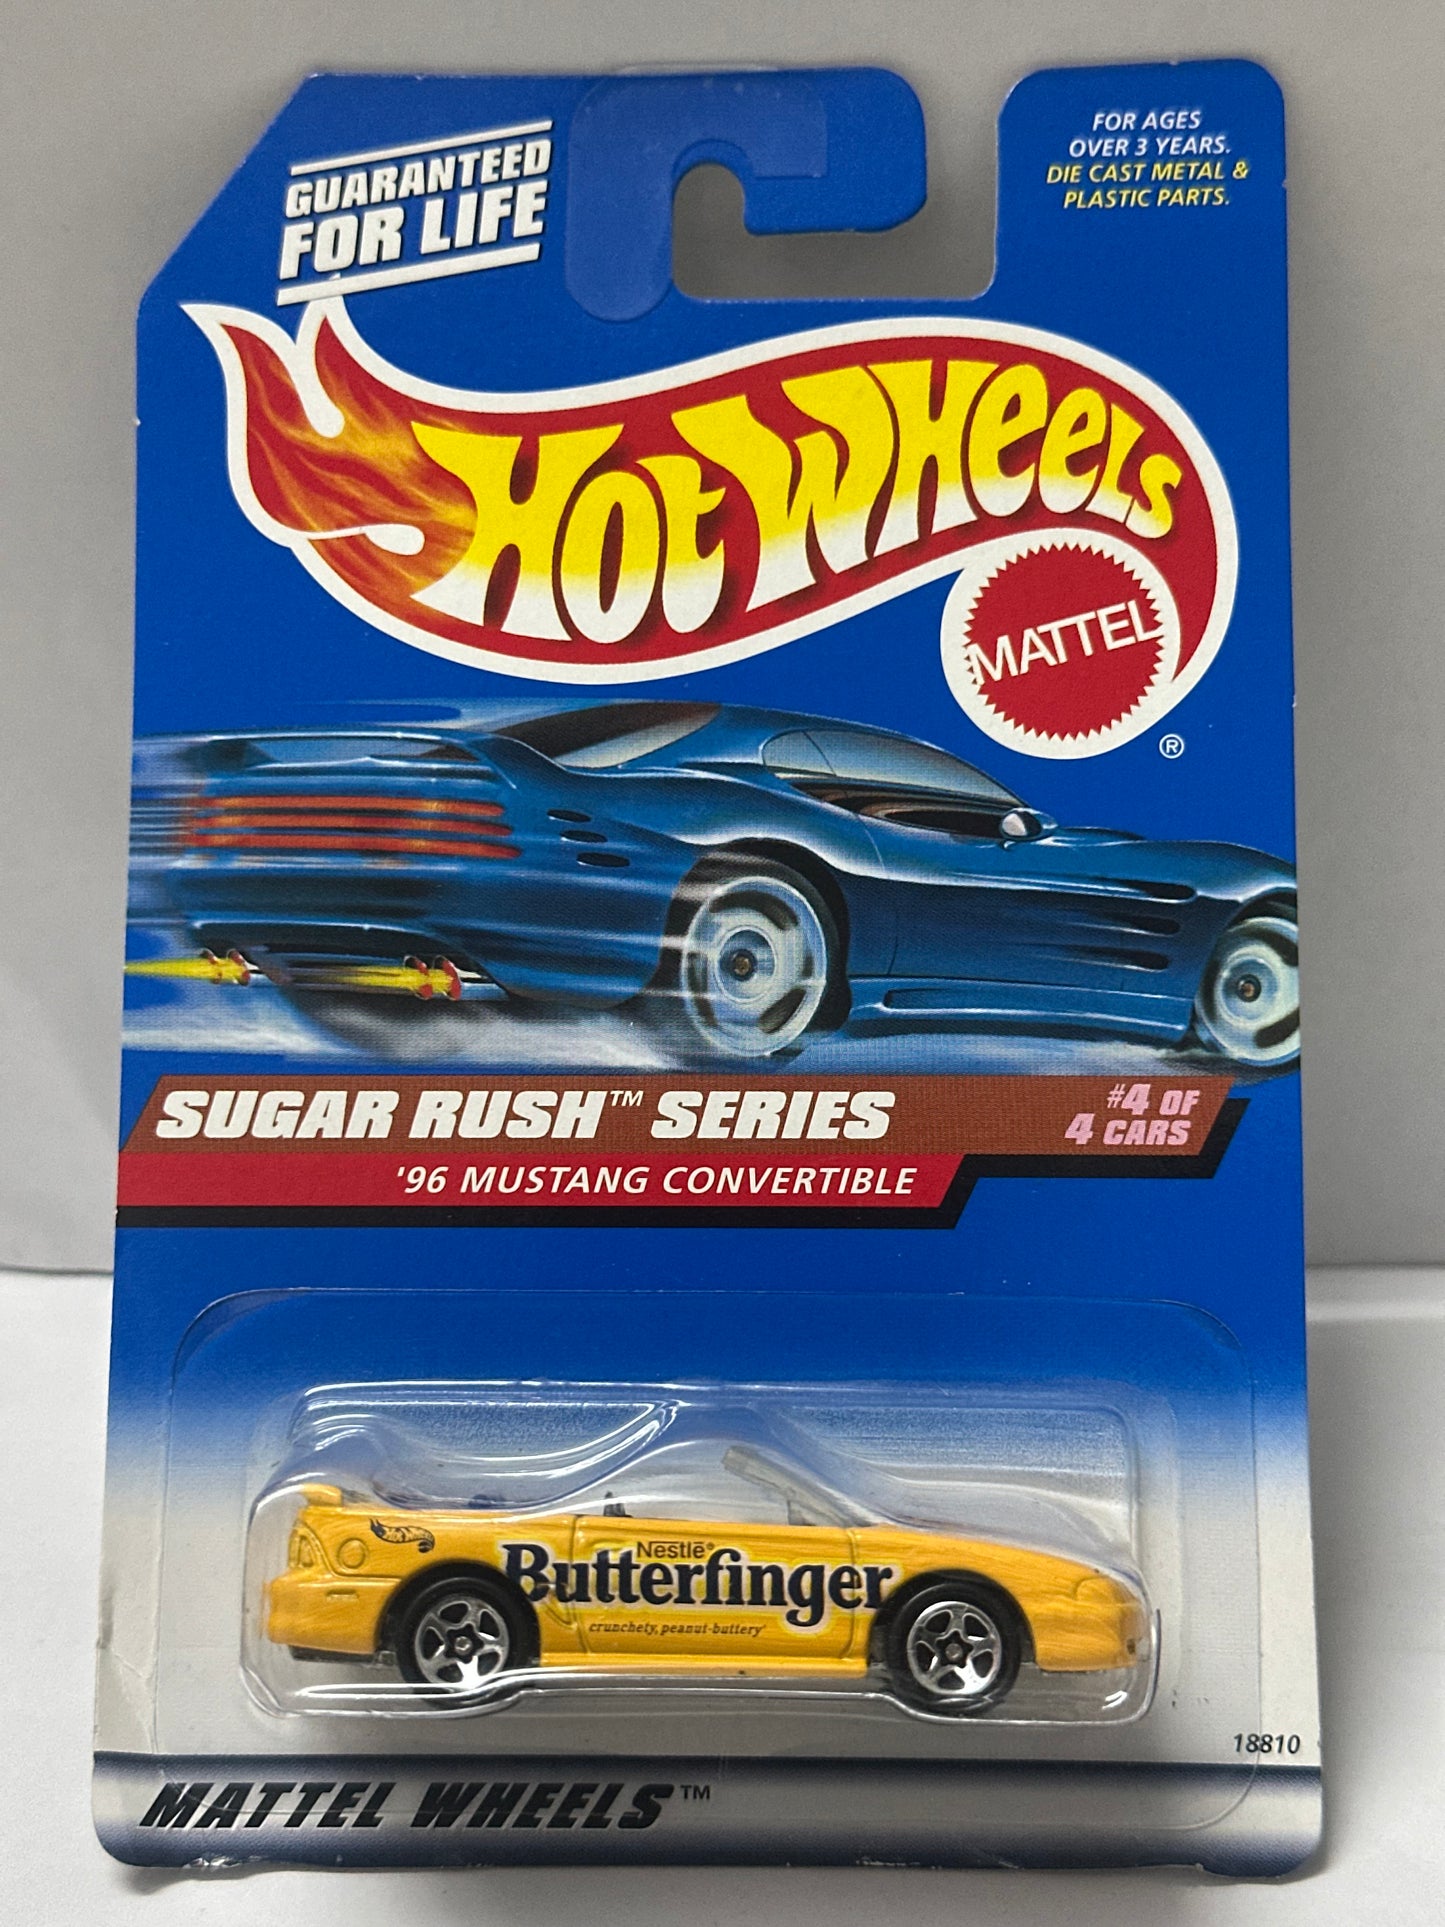 GUARANTEED
FOR LIFE
FOR AGES
OVER 3 YEARS.
DIE CAST METAL &
PLASTIC PARTS.
HOT WHEELS
MATTEL
®
SUGAR RUSH™ SERIES
#4 OF
4 CARS
'96 MUSTANG CONVERTIBLE
Hot Wheels
Nestlé®
Butterfinger
crunchety, peanut-buttery
18810
MATTEL WHEELS™